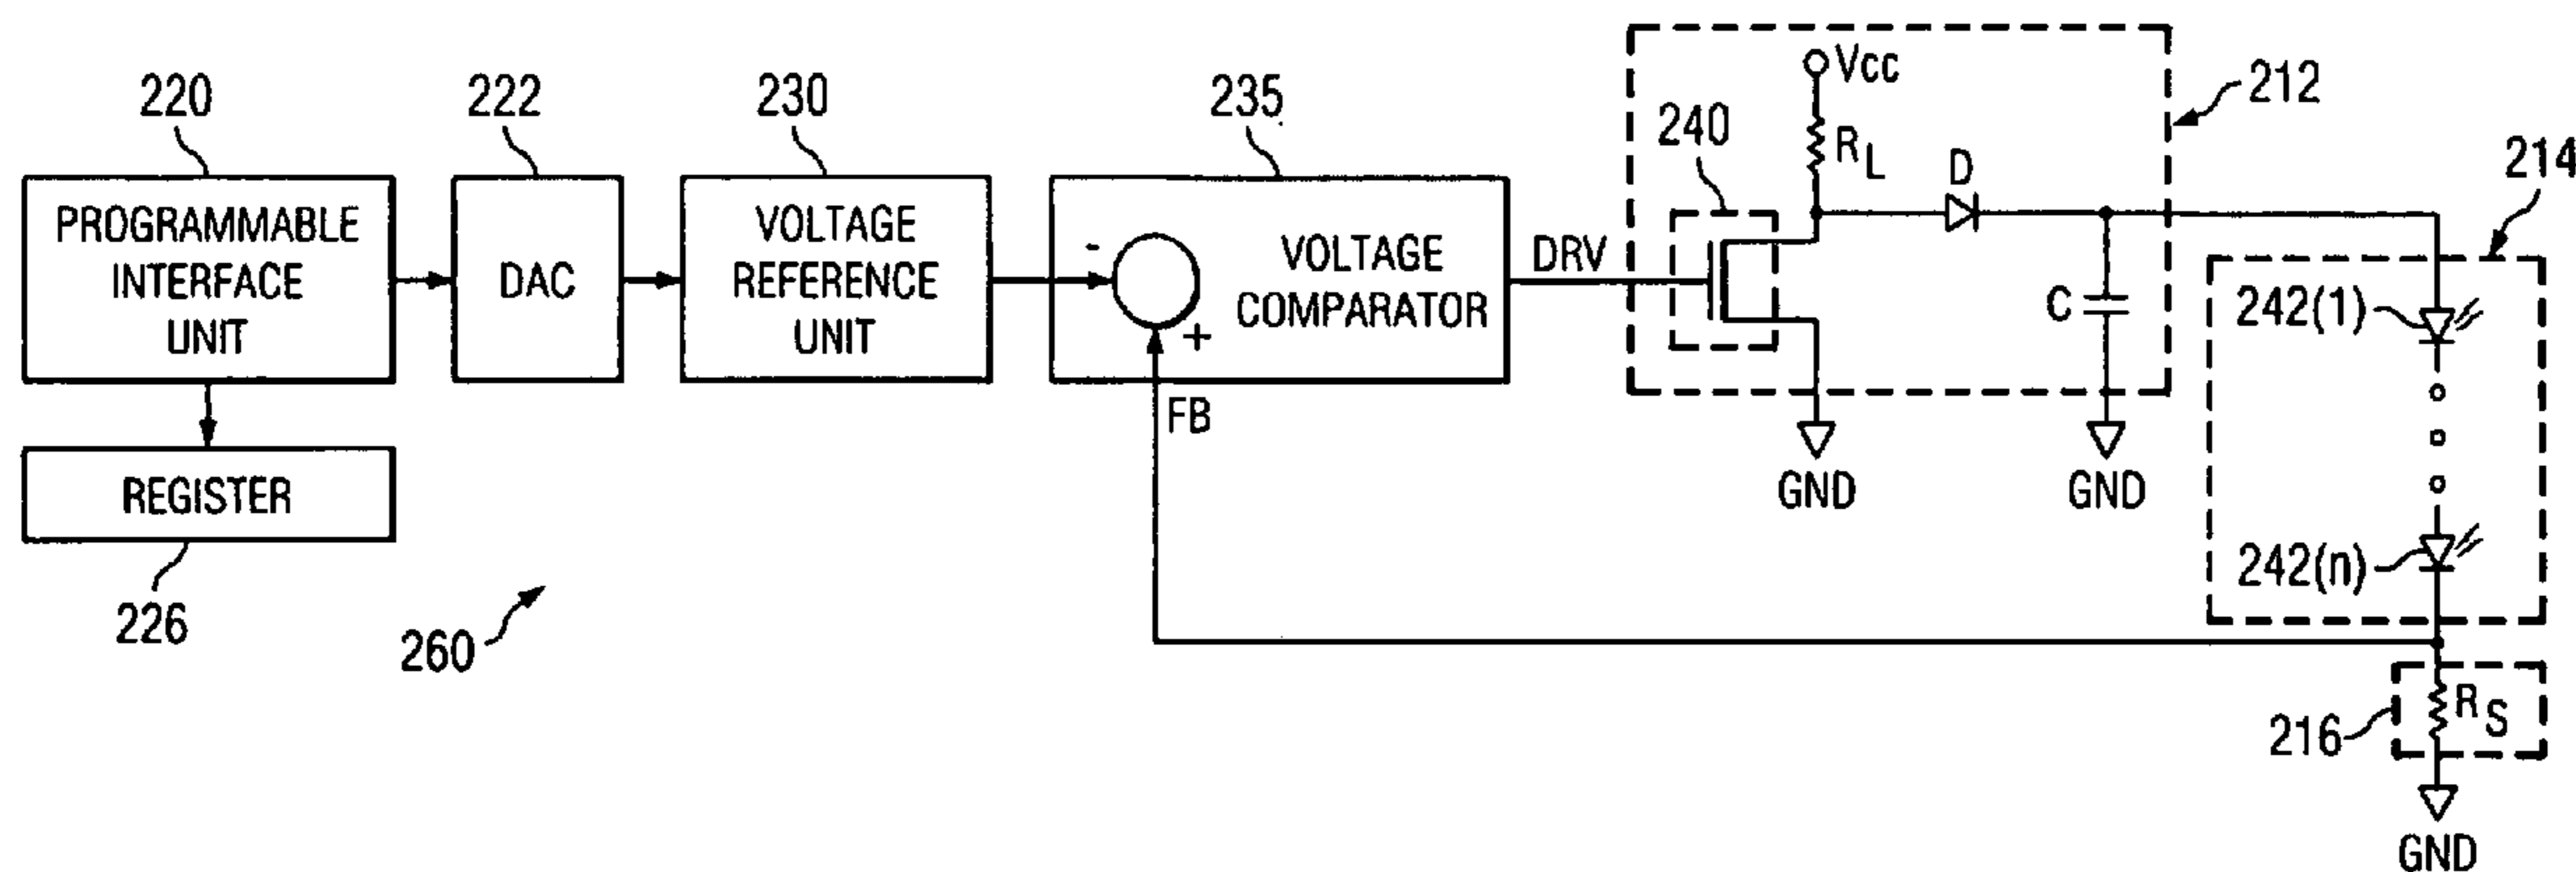 220
222
230
235
240
212
214
Vcc
RL
D
C
PROGRAMMABLE
INTERFACE
UNIT
DAC
VOLTAGE
REFERENCE
UNIT
-
+
VOLTAGE
COMPARATOR
DRV
FB
GND
GND
242(1)
242(n)
REGISTER
226
260
216
RS
GND